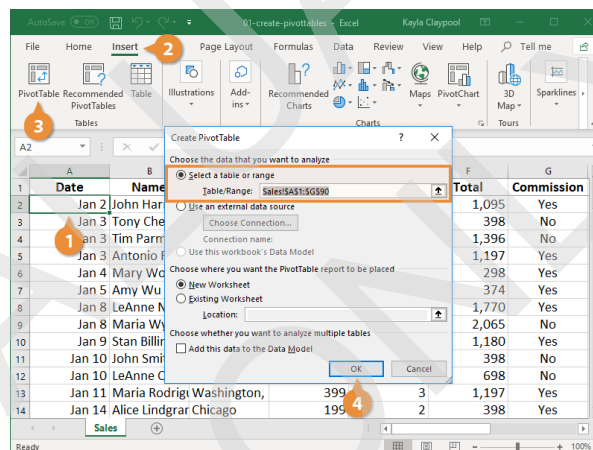 AutoSave Off 01-create-pivottables - Excel Kayla Claypool
File Home Insert 2 Page Layout Formulas Data Review View Help Tell me
PivotTable Recommended PivotTables Table Illustrations Add-ins Recommended Charts Maps PivotChart 3D Map Sparklines
3 Tables Charts Tours
A2
Create PivotTable ? X
Choose the data that you want to analyze
Select a table or range
Table/Range: Sales!$A$1:$G$90
Use an external data source
Choose Connection...
Connection name:
Use this workbook's Data Model
Choose where you want the PivotTable report to be placed
New Worksheet
Existing Worksheet
Location:
Choose whether you want to analyze multiple tables
Add this data to the Data Model
OK Cancel
4
A B F G
1 Date Name Total Commission
2 Jan 2 John Har 1,095 Yes
3 Jan 3 Tony Che 398 No
4 1 Jan 3 Tim Parm 1,396 No
5 Jan 3 Antonio 1,197 Yes
6 Jan 4 Mary Wo 298 Yes
7 Jan 5 Amy Wu 374 Yes
8 Jan 8 LeAnne N 1,770 Yes
9 Jan 8 Maria Wy 2,065 No
10 Jan 9 Stan Billin 1,180 Yes
11 Jan 10 John Smi 398 No
12 Jan 10 LeAnne 698 No
13 Jan 11 Maria Rodrigu Washington, 399 3 1,197 Yes
14 Jan 14 Alice Lindgrar Chicago 199 2 398 Yes
Sales
Ready 100%